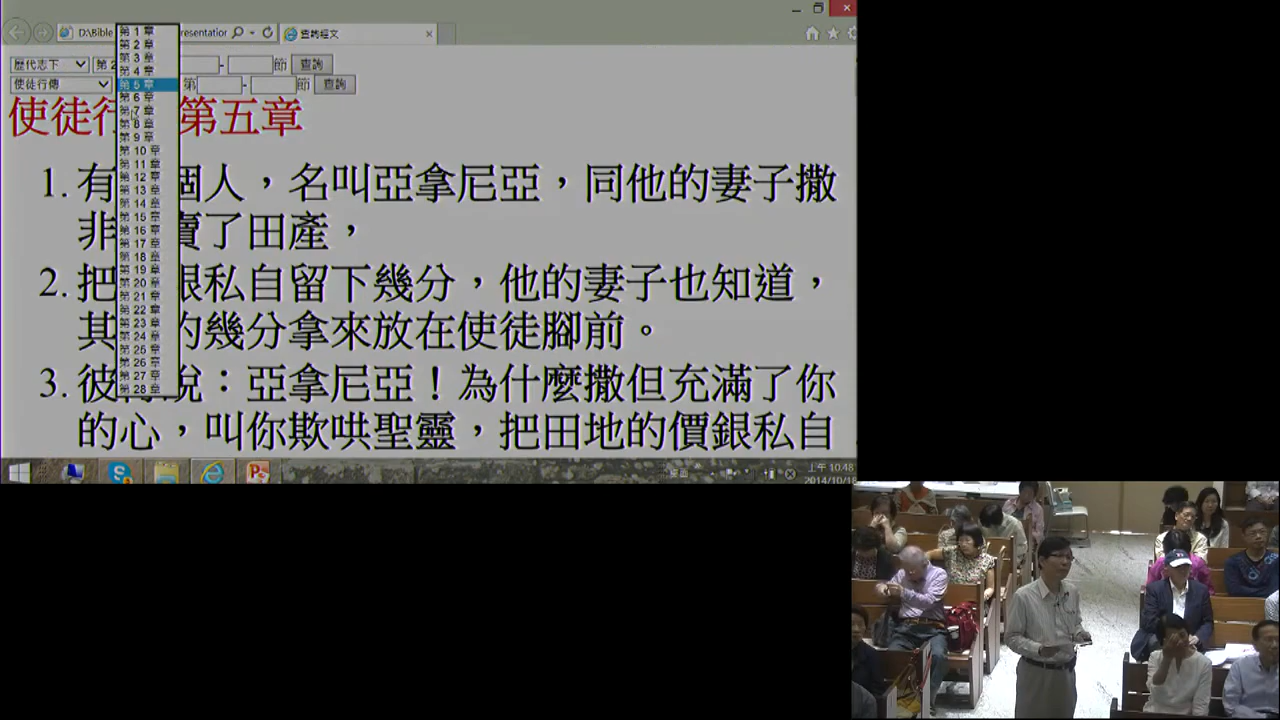 D:\Bible
resentation
查詢經文
歷代志下 第 2 - 節 查詢
使徒行傳 第 - 節 查詢
第 1 章
第 2 章
第 3 章
第 4 章
第 5 章
第 6 章
第 7 章
第 8 章
第 9 章
第 10 章
第 11 章
第 12 章
第 13 章
第 14 章
第 15 章
第 16 章
第 17 章
第 18 章
第 19 章
第 20 章
第 21 章
第 22 章
第 23 章
第 24 章
第 25 章
第 26 章
第 27 章
第 28 章
使徒行 第五章
1. 有 個人，名叫亞拿尼亞，同他的妻子撒
非 賣了田產，
2. 把 銀私自留下幾分，他的妻子也知道，
其 的幾分拿來放在使徒腳前。
3. 彼 說：亞拿尼亞！為什麼撒但充滿了你
的心，叫你欺哄聖靈，把田地的價銀私自
桌面
上午 10:48
2014/10/18